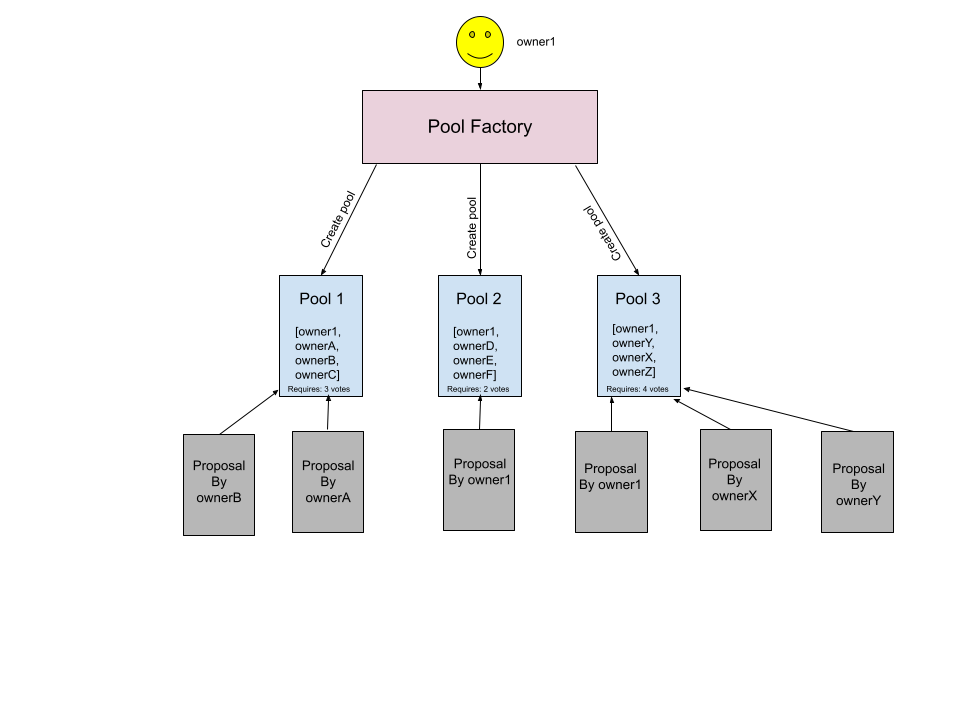 owner1
Pool Factory
Create pool
Create pool
Create pool
Pool 1
[owner1,
ownerA,
ownerB,
ownerC]
Requires: 3 votes
Pool 2
[owner1,
ownerD,
ownerE,
ownerF]
Requires: 2 votes
Pool 3
[owner1,
ownerY,
ownerX,
ownerZ]
Requires: 4 votes
Proposal
By
ownerB
Proposal
By
ownerA
Proposal
By owner1
Proposal
By owner1
Proposal
By
ownerX
Proposal
By
ownerY